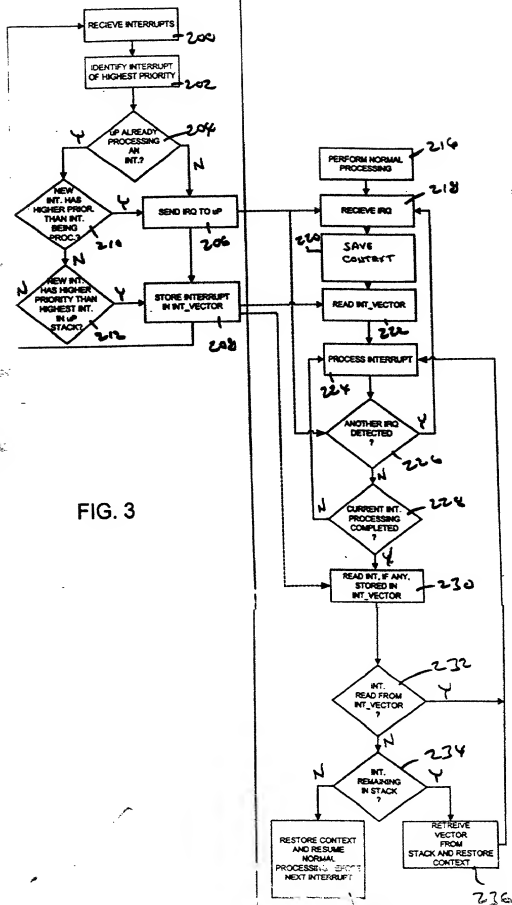 RECIEVE INTERRUPTS
200
IDENTIFY INTERRUPT
OF HIGHEST PRIORITY
202
uP ALREADY
PROCESSING
AN
INT.?
204
Y
N
NEW
INT. HAS
HIGHER PRIOR.
THAN INT.
BEING
PROC.?
210
Y
N
SEND IRQ TO uP
206
NEW INT.
HAS HIGHER
PRIORITY THAN
HIGHEST INT.
IN uP
STACK?
212
N
Y
STORE INTERRUPT
IN INT_VECTOR
208
FIG. 3
PERFORM NORMAL
PROCESSING
216
RECIEVE IRQ
218
SAVE
CONTEXT
220
READ INT_VECTOR
222
PROCESS INTERRUPT
224
ANOTHER IRQ
DETECTED
?
226
Y
N
CURRENT INT.
PROCESSING
COMPLETED
?
228
N
Y
READ INT, IF ANY,
STORED IN
INT_VECTOR
230
INT.
READ FROM
INT_VECTOR
?
232
Y
N
INT.
REMAINING
IN STACK
?
234
N
Y
RESTORE CONTEXT
AND RESUME
NORMAL
PROCESSING
NEXT INTERRUPT
RETREIVE
VECTOR
FROM
STACK AND RESTORE
CONTEXT
236